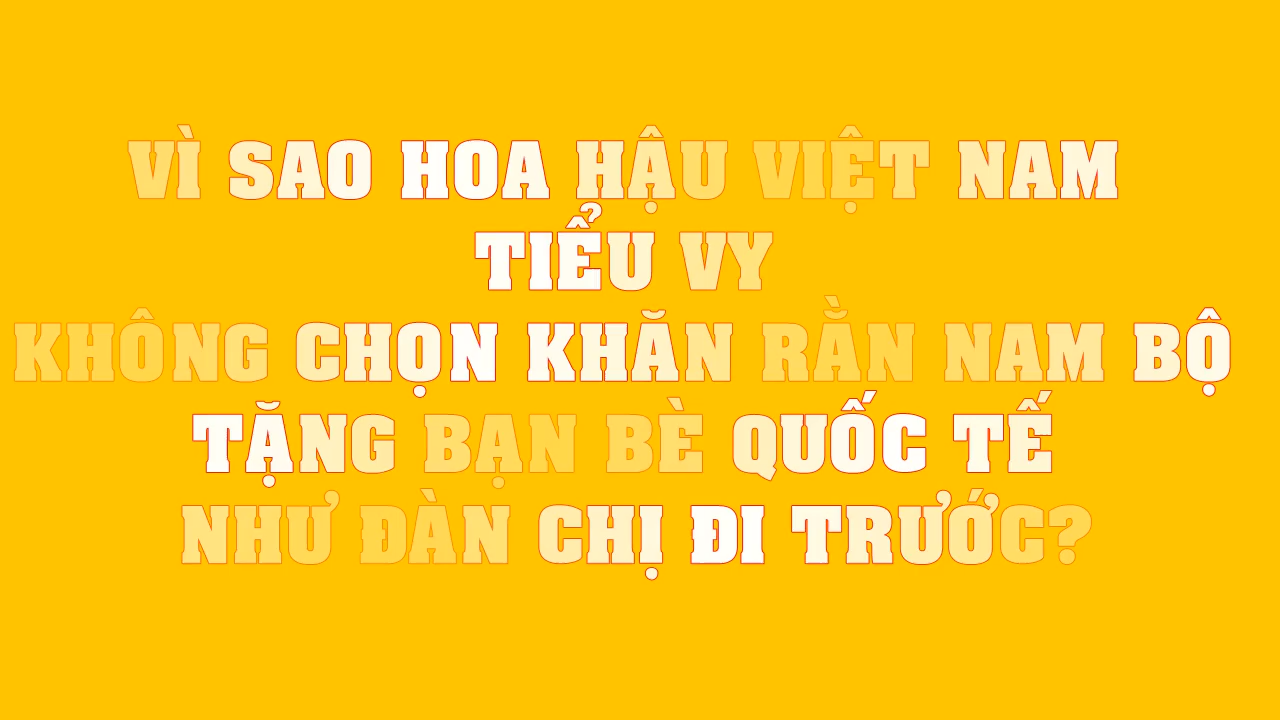 VÌ SAO HOA HẬU VIỆT NAM
TIỂU VY
KHÔNG CHỌN KHĂN RẰN NAM BỘ
TẶNG BẠN BÈ QUỐC TẾ
NHƯ ĐÀN CHỊ ĐI TRƯỚC?